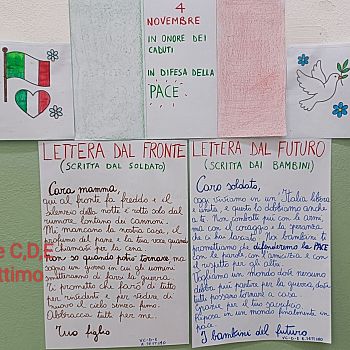 4
NOVEMBRE
IN ONORE DEI
CADUTI
IN DIFESA DELLA
PACE
LETTERA DAL FRONTE
(SCRITTA DAL SOLDATO)
Cara mamma,
qui al fronte fa freddo e il
silenzio della notte è rotto solo dal
rumore lontano dei cannoni.
Mi mancano la nostra casa, il
profumo del pane e la tua voce quando
chiamavi per la cena.
Non so quando potrò tornare, ma
sogno un giorno in cui gli uomini
smetteranno di farsi la guerra.
Ti prometto che farò di tutto
per resistere e per vedere di
nuovo il cielo senza fumo.
Abbraccia tutti per me.
Tuo figlio
V C-D-E
R. SETTIMO
LETTERA DAL FUTURO
(SCRITTA DAI BAMBINI)
Caro soldato,
oggi viviamo in un'Italia libera
e unita, e questo lo dobbiamo anche
a te. Non combatti più con le armi,
ma con il coraggio e la speranza
che ci hai lasciato. Noi bambini ti
promettiamo che difenderemo la PACE
con le parole, con l'amicizia e con
il rispetto per gli altri.
Vogliamo un mondo dove nessuno
debba più partire per la guerra, dove
tutti possano tornare a casa.
Grazie per il tuo sacrificio.
Riposa in un mondo finalmente in
pace.
I bambini del futuro
V C-D-E
R. SETTIMO
e C,D,E
ttimo